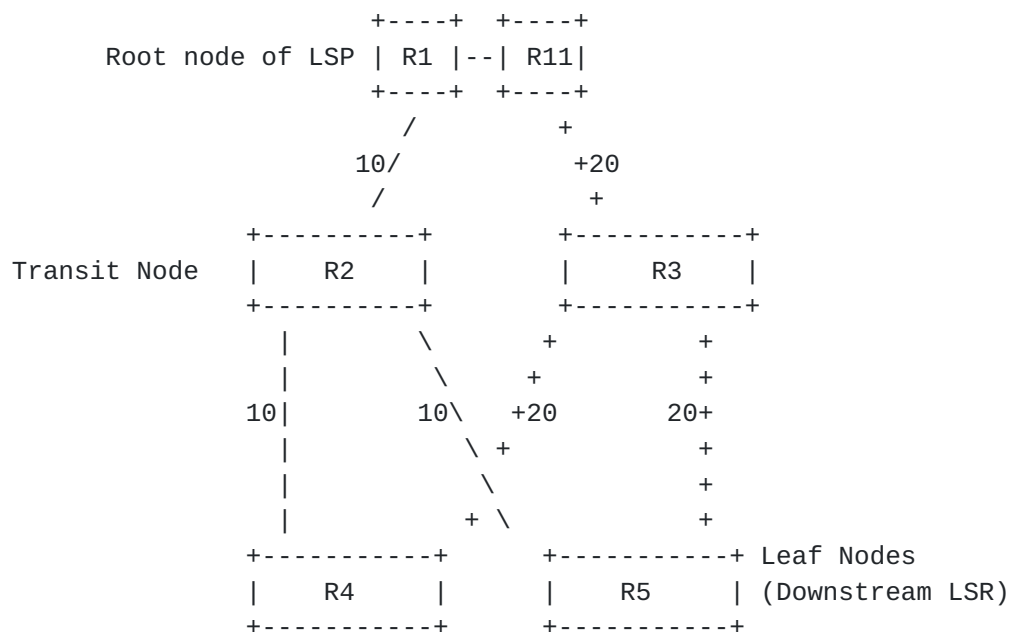 +----+  +----+
      Root node of LSP | R1 |--| R11|
                       +----+  +----+
                         /         +
                      10/           +20
                       /             +
               +----------+        +-----------+
Transit Node   |    R2    |        |     R3    |
               +----------+        +-----------+
                 |        \       +         +
                 |         \     +          +
               10|        10\   +20       20+
                 |           \ +            +
                 |            \             +
                 |           + \            +
               +-----------+      +-----------+ Leaf Nodes
               |    R4     |      |    R5     | (Downstream LSR)
               +-----------+      +-----------+